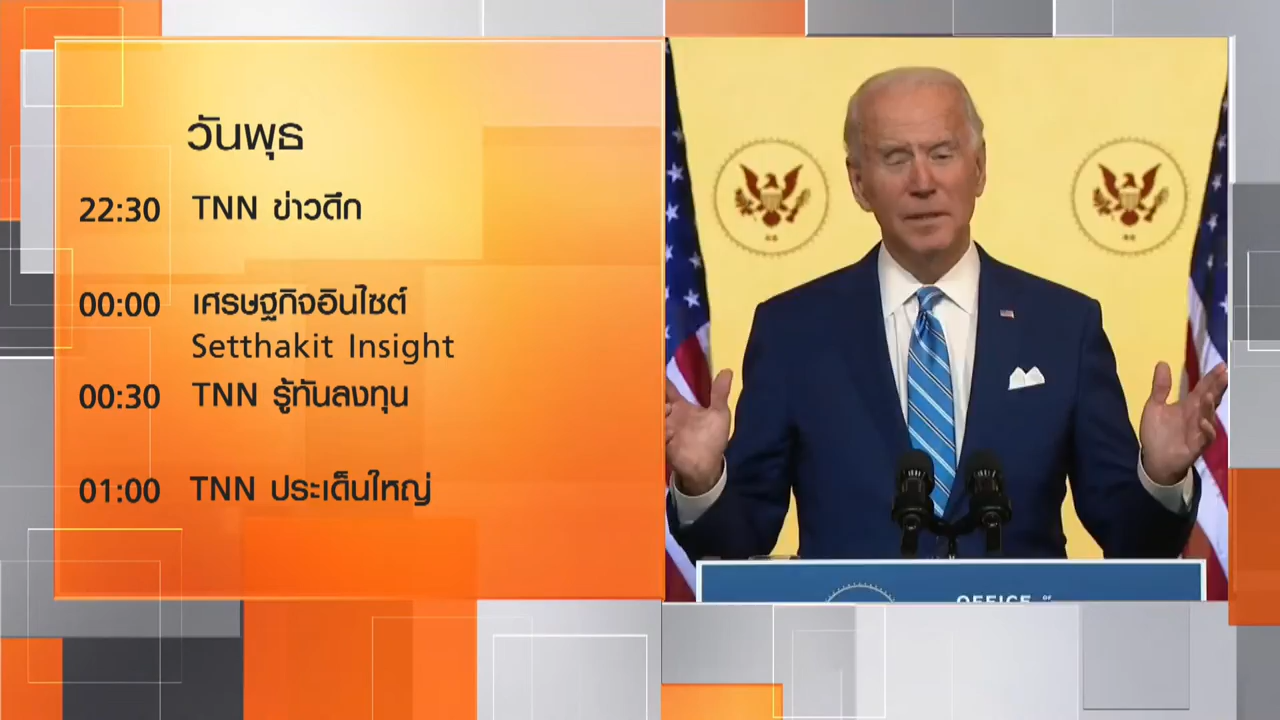 วันพุธ
22:30 TNN ข่าวดึก
00:00 เศรษฐกิจอินไซต์
Setthakit Insight
00:30 TNN รู้ทันลงทุน
01:00 TNN ประเด็นใหญ่
OFFICE OF